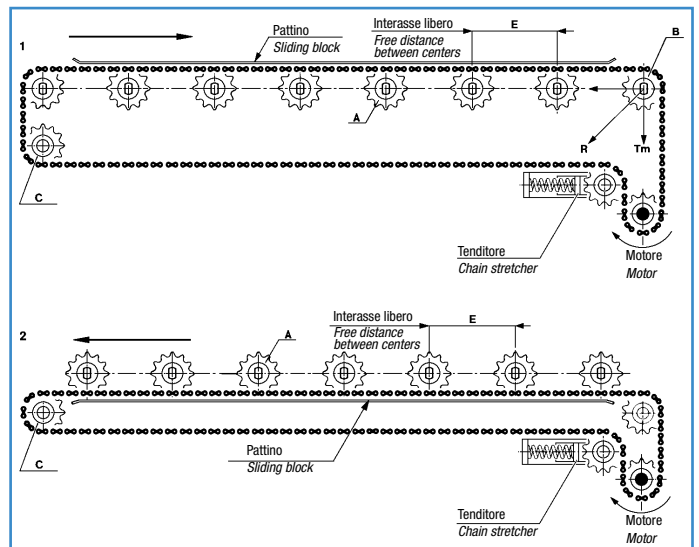 1
Pattino
Sliding block
Interasse libero
Free distance
between centers
E
B
A
R
Tm
C
Tenditore
Chain stretcher
Motore
Motor
2
Interasse libero
Free distance
between centers
E
A
C
Pattino
Sliding block
Tenditore
Chain stretcher
Motore
Motor